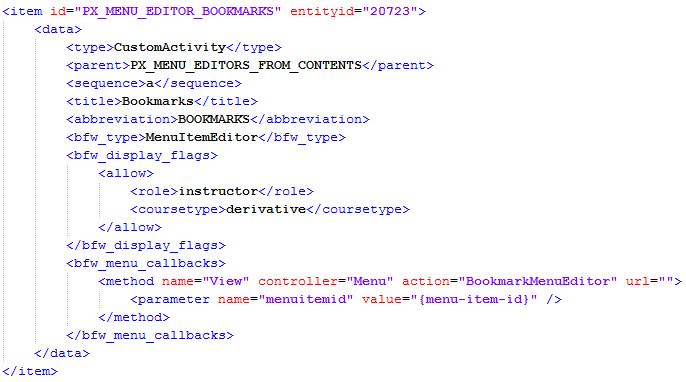 <item id="PX_MENU_EDITOR_BOOKMARKS" entityid="20723">
<data>
<type>CustomActivity</type>
<parent>PX_MENU_EDITORS_FROM_CONTENTS</parent>
<sequence>a</sequence>
<title>Bookmarks</title>
<abbreviation>BOOKMARKS</abbreviation>
<bfw_type>MenuItemEditor</bfw_type>
<bfw_display_flags>
<allow>
<role>instructor</role>
<coursetype>derivative</coursetype>
</allow>
</bfw_display_flags>
<bfw_menu_callbacks>
<method name="View" controller="Menu" action="BookmarkMenuEditor" url="">
<parameter name="menuitemid" value="{menu-item-id}" />
</method>
</bfw_menu_callbacks>
</data>
</item>